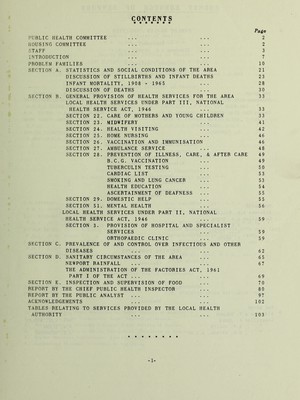 CONTENTS
Page
PUBLIC HEALTH COMMITTEE ... ... 2
HOUSING COMMITTEE ... ... 2
STAFF ... ... 3
INTRODUCTION ... ... 7
PROBLEM FAMILIES ... ... 10
SECTION A. STATISTICS AND SOCIAL CONDITIONS OF THE AREA 21
DISCUSSION OF STILLBIRTHS AND INFANT DEATHS 23
INFANT MORTALITY, 1908 - 1965 ... 28
DISCUSSION OF DEATHS ... 30
SECTION B. GENERAL PROVISION OF HEALTH SERVICES FOR THE AREA 33
LOCAL HEALTH SERVICES UNDER PART III, NATIONAL
HEALTH SERVICE ACT, 1946 ... 33
SECTION 22. CARE OF MOTHERS AND YOUNG CHILDREN 33
SECTION 23. MIDWIFERY ... 41
SECTION 24. HEALTH VISITING ... 42
SECTION 25. HOME NURSING ... 46
SECTION 26. VACCINATION AND IMMUNISATION 46
SECTION 27. AMBULANCE SERVICE ... 48
SECTION 28. PREVENTION OF ILLNESS, CARE, & AFTER CARE 49
B.C.G. VACCINATION ... 49
TUBERCULIN TESTING ... 50
CARDIAC LIST ... 53
SMOKING AND LUNG CANCER ... 53
HEALTH EDUCATION ... 54
ASCERTAINMENT OF DEAFNESS ... 55
SECTION 29. DOMESTIC HELP ... 55
SECTION 51. MENTAL HEALTH ... 56
LOCAL HEALTH SERVICES UNDER PART II, NATIONAL
HEALTH SERVICE ACT, 1946 ... 59
SECTION 3. PROVISION OF HOSPITAL AND SPECIALIST
SERVICES ... 59
ORTHOPAEDIC CLINIC ... 59
SECTION C. PREVALENCE OF AND CONTROL OVER INFECTIOUS AND OTHER
DISEASES ... ... 62
SECTION D. SANITARY CIRCUMSTANCES OF THE AREA ... 65
NEWPORT RAINFALL ... ... 67
THE ADMINISTRATION OF THE FACTORIES ACT, 1961
PART I OF THE ACT ... ... 69
SECTION E. INSPECTION AND SUPERVISION OF FOOD ... 70
REPORT BY THE CHIEF PUBLIC HEALTH INSPECTOR ... 80
REPORT BY THE PUBLIC ANALYST ... ... 97
ACKNOWLEDGEMENTS ... ... 102
TABLES RELATING TO SERVICES PROVIDED BY THE LOCAL HEALTH
AUTHORITY ... ... 103
-1-